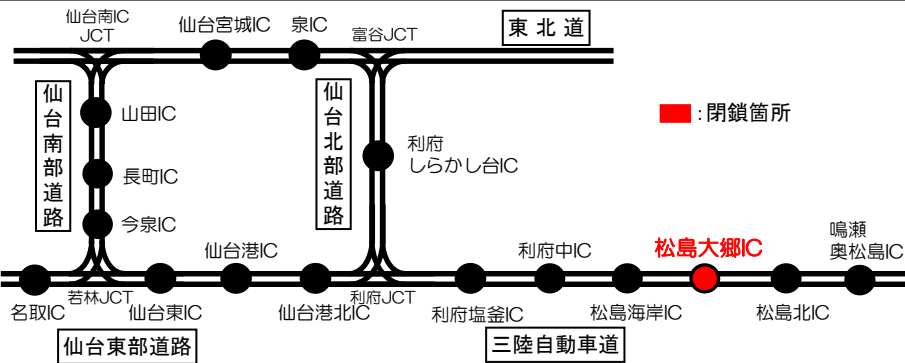 仙台南IC
JCT
仙台宮城IC
泉IC
富谷JCT
東北道
仙台南部道路
山田IC
長町IC
今泉IC
仙台北部道路
利府
しらかし台IC
:閉鎖箇所
仙台港IC
利府中IC
松島大郷IC
鳴瀬
奥松島IC
名取IC
若林JCT
仙台東IC
仙台港北IC
利府JCT
利府塩釜IC
松島海岸IC
松島北IC
仙台東部道路
三陸自動車道